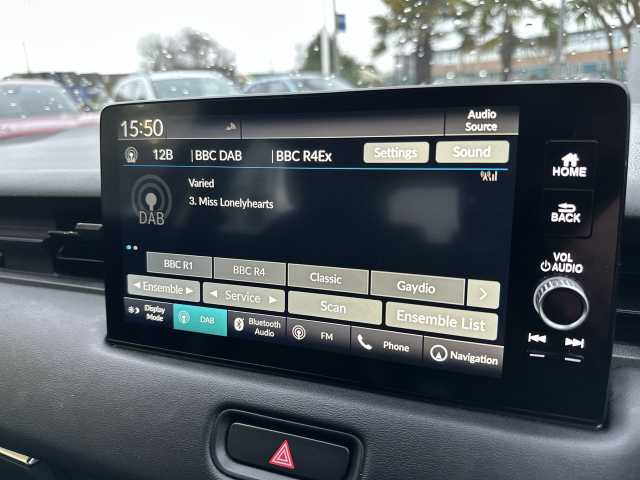 15:50
Audio Source
12B |BBC DAB |BBC R4Ex Settings Sound
Varied
3. Miss Lonelyhearts
DAB
BBC R1 BBC R4 Classic Gaydio >
◀ Ensemble ▶ ◀ Service ▶ Scan Ensemble List
Display Mode DAB Bluetooth Audio FM Phone Navigation
HOME
BACK
VOL
AUDIO